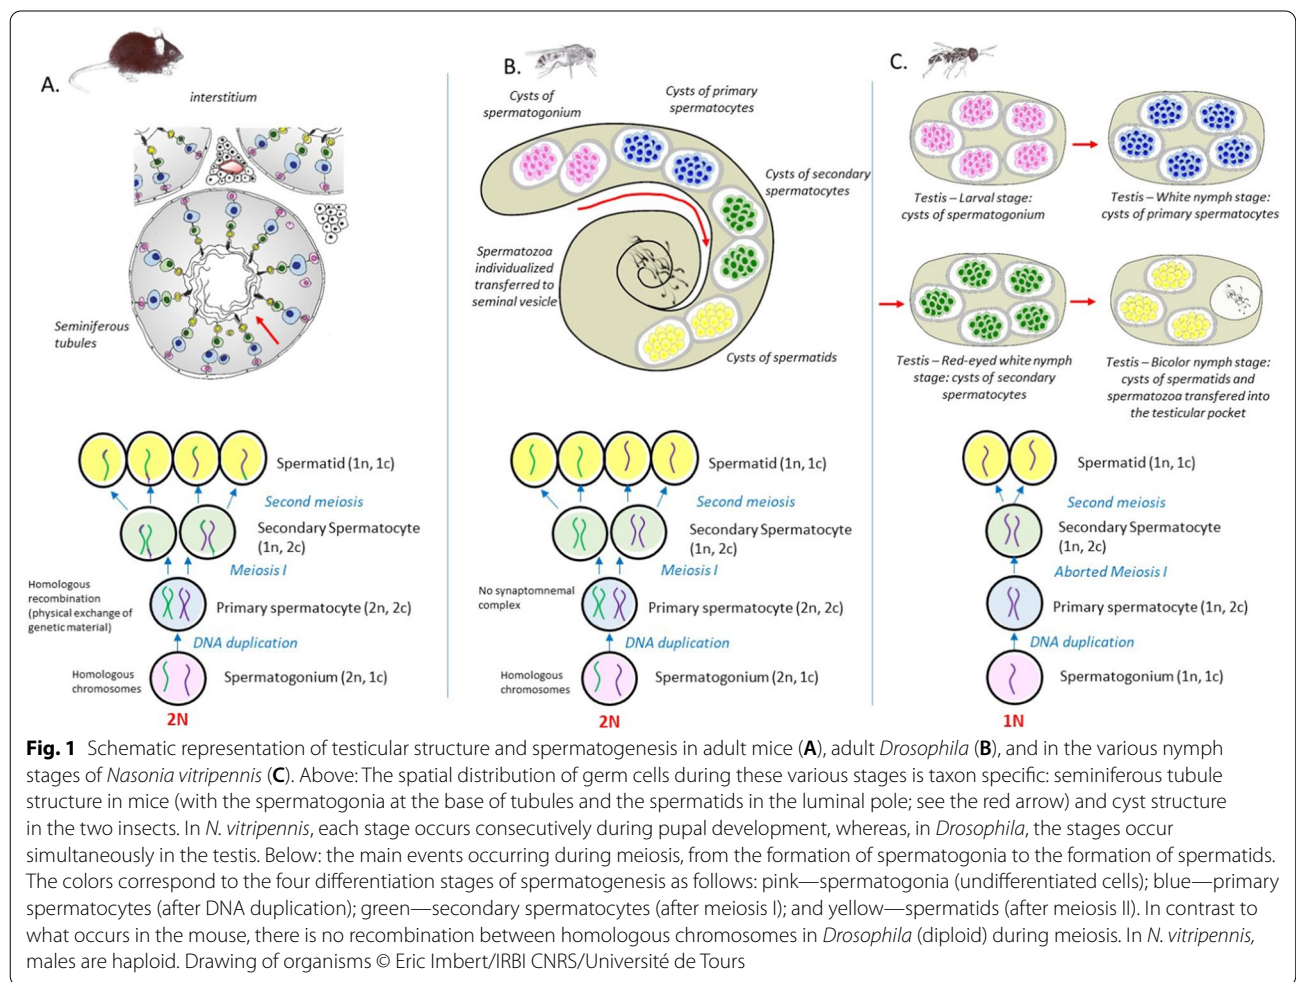 A.
interstitium
Seminiferous
tubules
Spermatid (1n, 1c)
Second meiosis
Secondary Spermatocyte
(1n, 2c)
Meiosis I
Homologous
recombination
(physical exchange of
genetic material)
Primary spermatocyte (2n, 2c)
DNA duplication
Homologous
chromosomes
Spermatogonium (2n, 1c)
2N
B.
Cysts of
spermatogonium
Cysts of primary
spermatocytes
Cysts of secondary
spermatocytes
Spermatozoa
individualized
transferred to
seminal vesicle
Cysts of spermatids
Spermatid (1n, 1c)
Second meiosis
Secondary Spermatocyte
(1n, 2c)
Meiosis I
No synaptomnemal
complex
Primary spermatocyte (2n, 2c)
DNA duplication
Homologous
chromosomes
Spermatogonium (2n, 1c)
2N
C.
Testis – Larval stage:
cysts of spermatogonium
Testis – White nymph stage:
cysts of primary spermatocytes
Testis – Red-eyed white nymph
stage: cysts of secondary
spermatocytes
Testis – Bicolor nymph stage:
cysts of spermatids and
spermatozoa transfered into
the testicular pocket
Spermatid (1n, 1c)
Second meiosis
Secondary Spermatocyte
(1n, 2c)
Aborted Meiosis I
Primary spermatocyte (1n, 2c)
DNA duplication
Spermatogonium (1n, 1c)
1N
Fig. 1 Schematic representation of testicular structure and spermatogenesis in adult mice (A), adult Drosophila (B), and in the various nymph
stages of Nasonia vitripennis (C). Above: The spatial distribution of germ cells during these various stages is taxon specific: seminiferous tubule
structure in mice (with the spermatogonia at the base of tubules and the spermatids in the luminal pole; see the red arrow) and cyst structure
in the two insects. In N. vitripennis, each stage occurs consecutively during pupal development, whereas, in Drosophila, the stages occur
simultaneously in the testis. Below: the main events occurring during meiosis, from the formation of spermatogonia to the formation of spermatids.
The colors correspond to the four differentiation stages of spermatogenesis as follows: pink—spermatogonia (undifferentiated cells); blue—primary
spermatocytes (after DNA duplication); green—secondary spermatocytes (after meiosis I); and yellow—spermatids (after meiosis II). In contrast to
what occurs in the mouse, there is no recombination between homologous chromosomes in Drosophila (diploid) during meiosis. In N. vitripennis,
males are haploid. Drawing of organisms © Eric Imbert/IRBI CNRS/Université de Tours